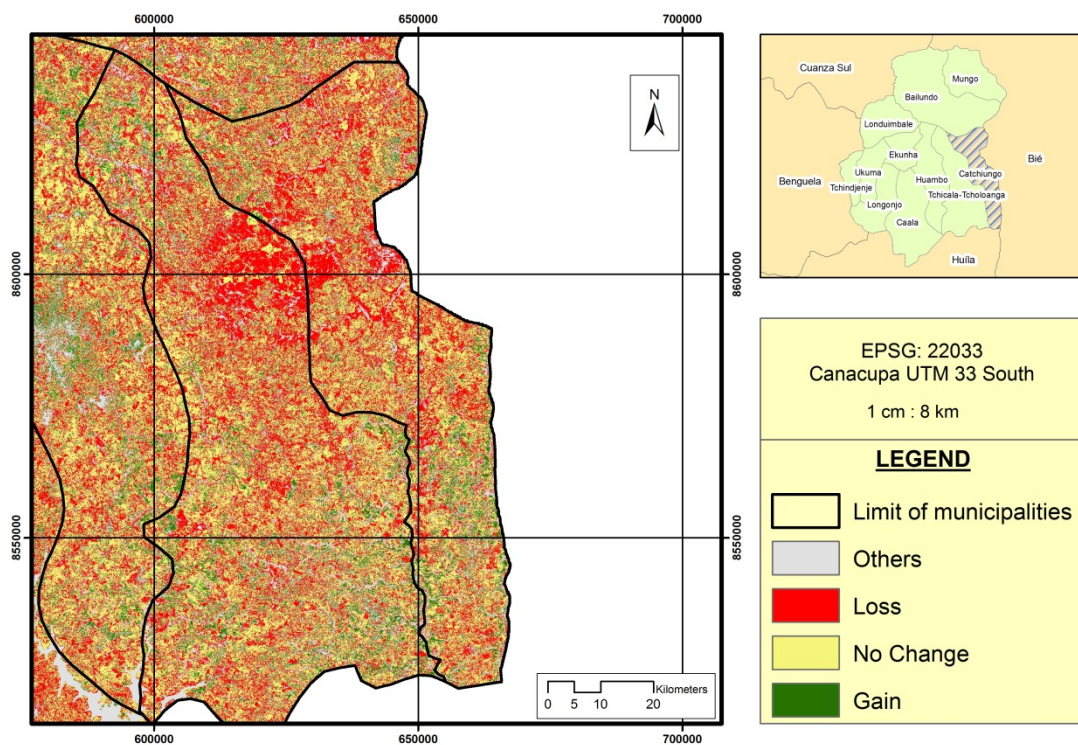 600000 650000 700000
8600000
8550000
N
0 5 10 20 Kilometers
8600000
8550000
600000 650000 700000
Cuanza Sul
Mungo
Bailundo
Londuimbale
Ekunha
Bié
Ukuma
Catchiungo
Benguela
Huambo
Tchindjenje
Tchicala-Tcholoanga
Longonjo
Caala
Huíla
EPSG: 22033
Canacupa UTM 33 South
1 cm : 8 km
LEGEND
Limit of municipalities
Others
Loss
No Change
Gain